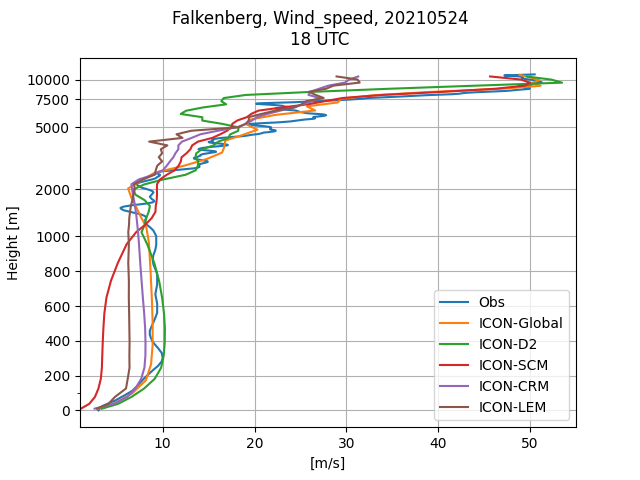 Falkenberg, Wind_speed, 20210524
18 UTC
Height [m]
10000
7500
5000
2000
1000
800
600
400
200
0
Obs
ICON-Global
ICON-D2
ICON-SCM
ICON-CRM
ICON-LEM
10
20
30
40
50
[m/s]